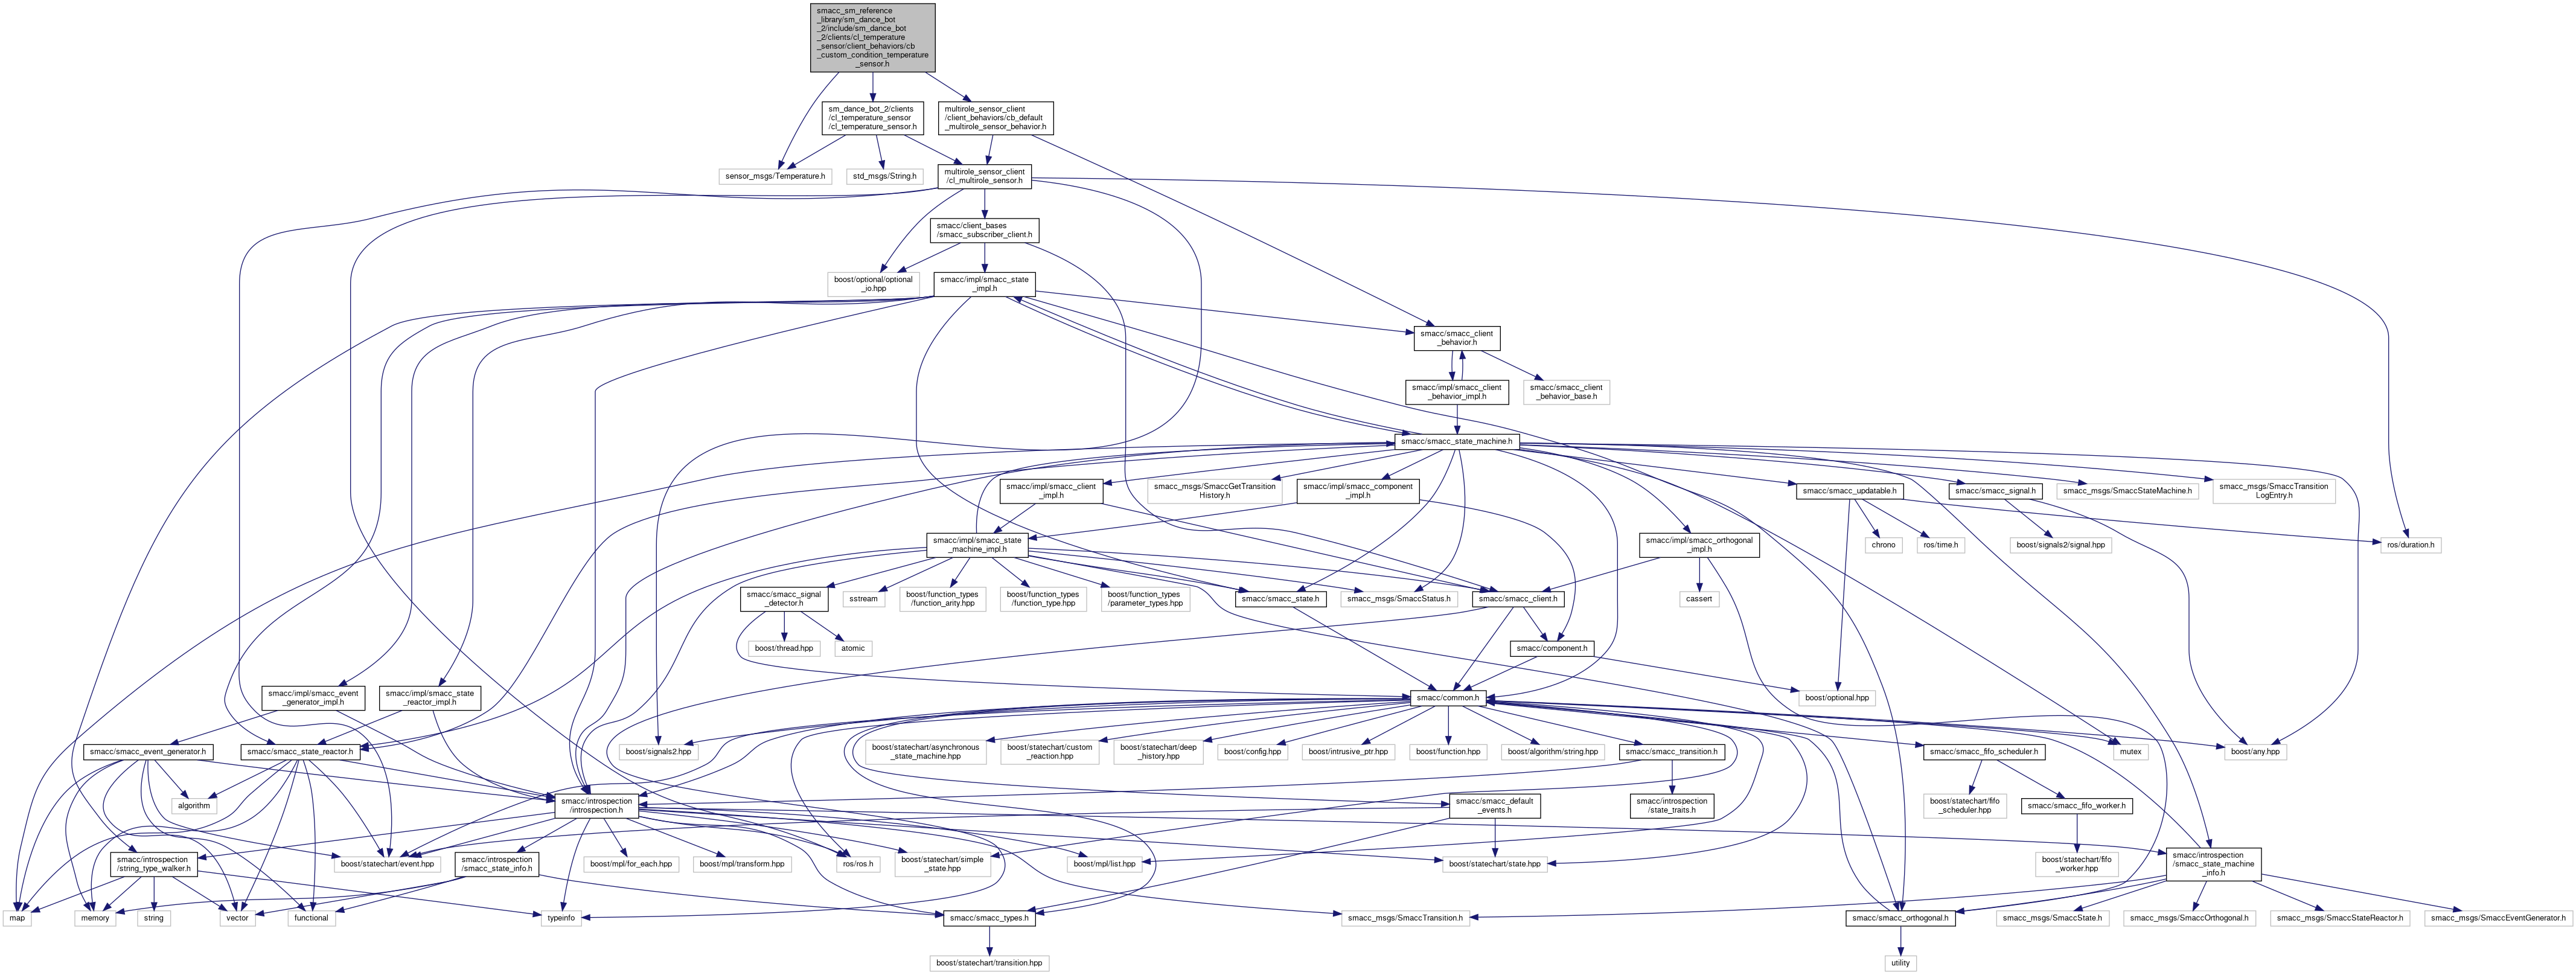 smacc_sm_reference
_library/sm_dance_bot
_2/include/sm_dance_bot
_2/clients/cl_temperature
_sensor/client_behaviors/cb
_custom_condition_temperature
_sensor.h
sm_dance_bot_2/clients
/cl_temperature_sensor
/cl_temperature_sensor.h
multirole_sensor_client
/client_behaviors/cb_default
_multirole_sensor_behavior.h
sensor_msgs/Temperature.h
std_msgs/String.h
multirole_sensor_client
/cl_multirole_sensor.h
smacc/client_bases
/smacc_subscriber_client.h
boost/optional/optional
_io.hpp
smacc/impl/smacc_state
_impl.h
smacc/smacc_client
_behavior.h
smacc/impl/smacc_client
_behavior_impl.h
smacc/smacc_client
_behavior_base.h
smacc/smacc_state_machine.h
smacc/impl/smacc_client
_impl.h
smacc_msgs/SmaccGetTransition
History.h
smacc/impl/smacc_component
_impl.h
smacc/smacc_updatable.h
smacc/smacc_signal.h
smacc_msgs/SmaccStateMachine.h
smacc_msgs/SmaccTransition
LogEntry.h
smacc/impl/smacc_state
_machine_impl.h
smacc/impl/smacc_orthogonal
_impl.h
chrono
ros/time.h
boost/signals2/signal.hpp
ros/duration.h
smacc/smacc_signal
_detector.h
sstream
boost/function_types
/function_arity.hpp
boost/function_types
/function_type.hpp
boost/function_types
/parameter_types.hpp
smacc/smacc_state.h
smacc_msgs/SmaccStatus.h
smacc/smacc_client.h
cassert
boost/thread.hpp
atomic
smacc/component.h
smacc/impl/smacc_event
_generator_impl.h
smacc/impl/smacc_state
_reactor_impl.h
smacc/common.h
boost/optional.hpp
smacc/smacc_event_generator.h
smacc/smacc_state_reactor.h
boost/signals2.hpp
boost/statechart/asynchronous
_state_machine.hpp
boost/statechart/custom
_reaction.hpp
boost/statechart/deep
_history.hpp
boost/config.hpp
boost/intrusive_ptr.hpp
boost/function.hpp
boost/algorithm/string.hpp
smacc/smacc_transition.h
smacc/smacc_fifo_scheduler.h
mutex
boost/any.hpp
algorithm
smacc/introspection
/introspection.h
smacc/smacc_default
_events.h
smacc/introspection
/state_traits.h
boost/statechart/fifo
_scheduler.hpp
smacc/smacc_fifo_worker.h
smacc/introspection
/string_type_walker.h
boost/statechart/event.hpp
smacc/introspection
/smacc_state_info.h
boost/mpl/for_each.hpp
boost/mpl/transform.hpp
ros/ros.h
boost/statechart/simple
_state.hpp
boost/mpl/list.hpp
boost/statechart/state.hpp
boost/statechart/fifo
_worker.hpp
smacc/introspection
/smacc_state_machine
_info.h
map
memory
string
vector
functional
typeinfo
smacc/smacc_types.h
smacc_msgs/SmaccTransition.h
smacc/smacc_orthogonal.h
smacc_msgs/SmaccState.h
smacc_msgs/SmaccOrthogonal.h
smacc_msgs/SmaccStateReactor.h
smacc_msgs/SmaccEventGenerator.h
boost/statechart/transition.hpp
utility